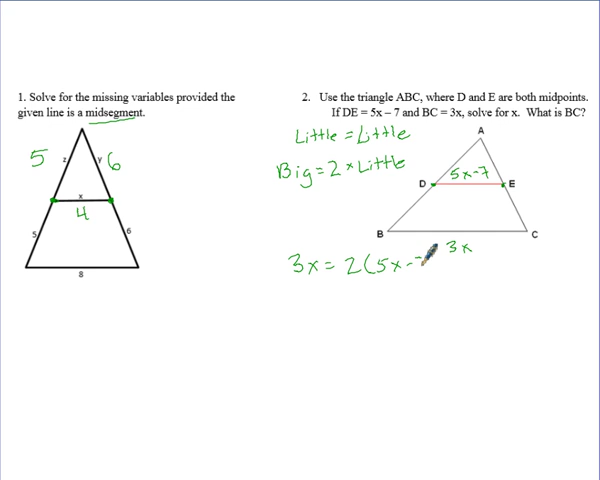 1. Solve for the missing variables provided the
given line is a midsegment.
5
z
y
6
x
4
5
6
8
2. Use the triangle ABC, where D and E are both midpoints.
If DE = 5x – 7 and BC = 3x, solve for x. What is BC?
Little = Little
Big = 2 × Little
A
5x-7
D
E
B
C
3x
3x = 2(5x -